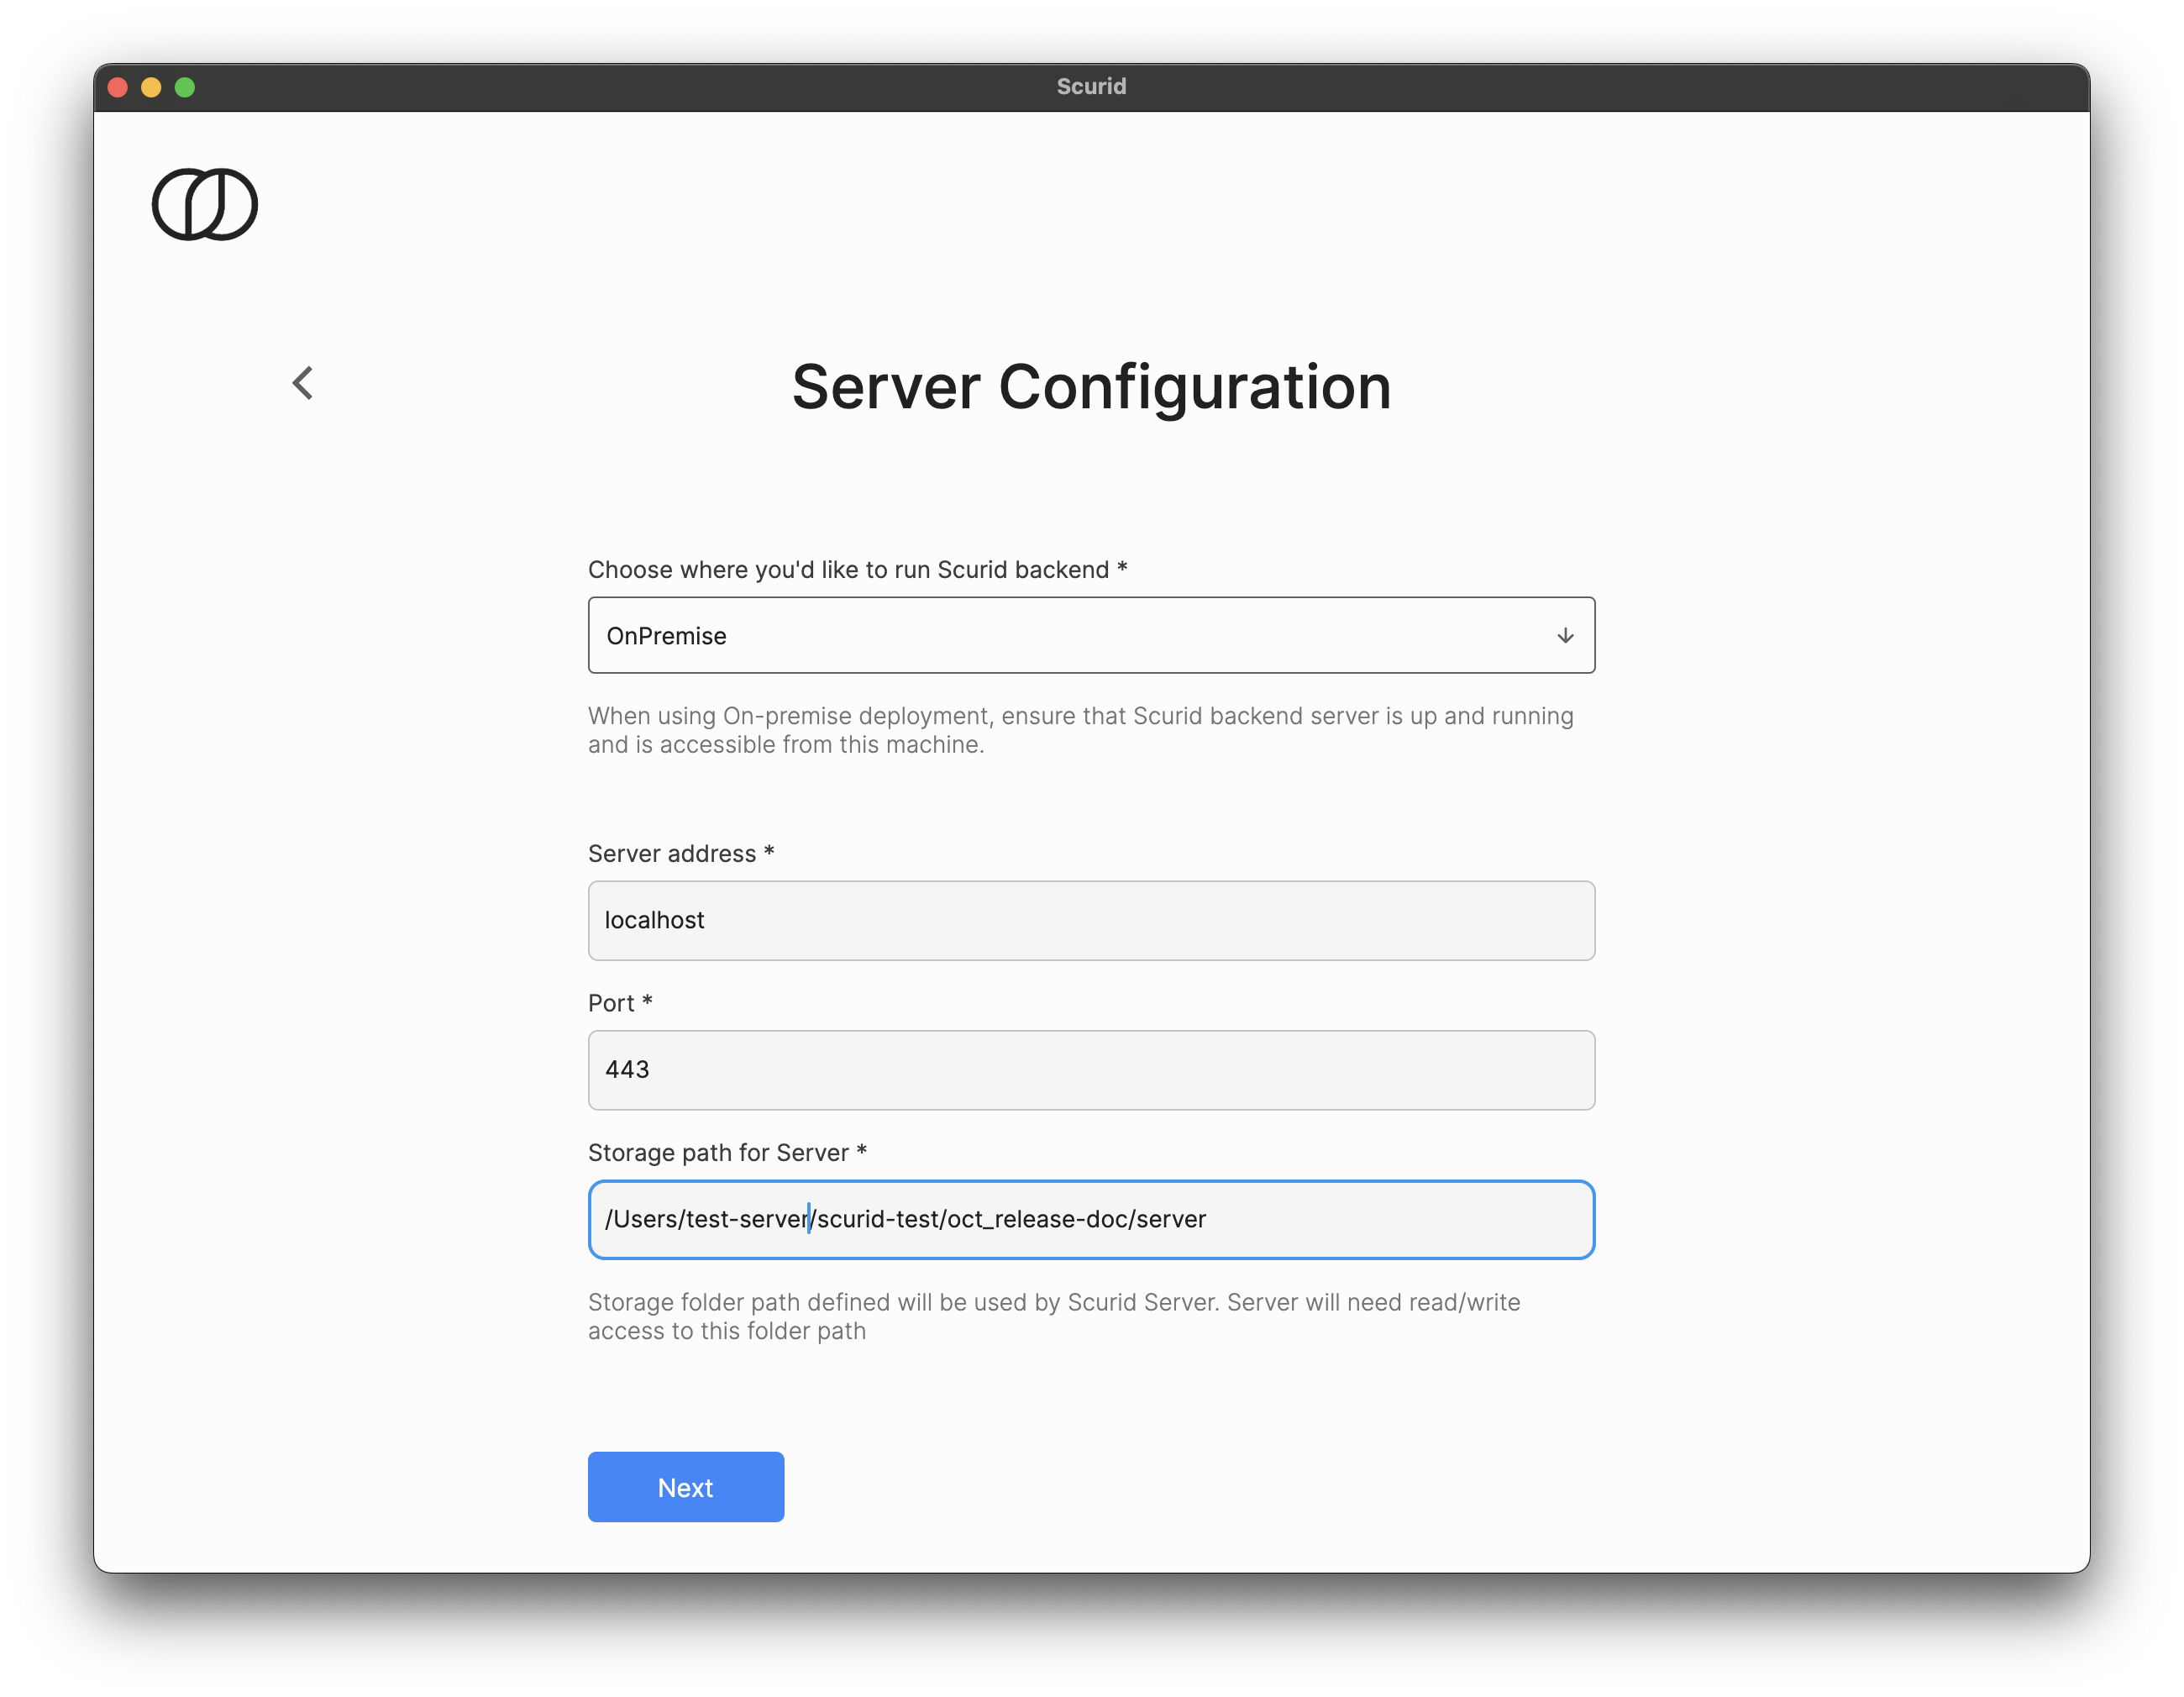 Scurid
Server Configuration
Choose where you'd like to run Scurid backend *
OnPremise
When using On-premise deployment, ensure that Scurid backend server is up and running
and is accessible from this machine.
Server address *
localhost
Port *
443
Storage path for Server *
/Users/test-server/scurid-test/oct_release-doc/server
Storage folder path defined will be used by Scurid Server. Server will need read/write
access to this folder path
Next